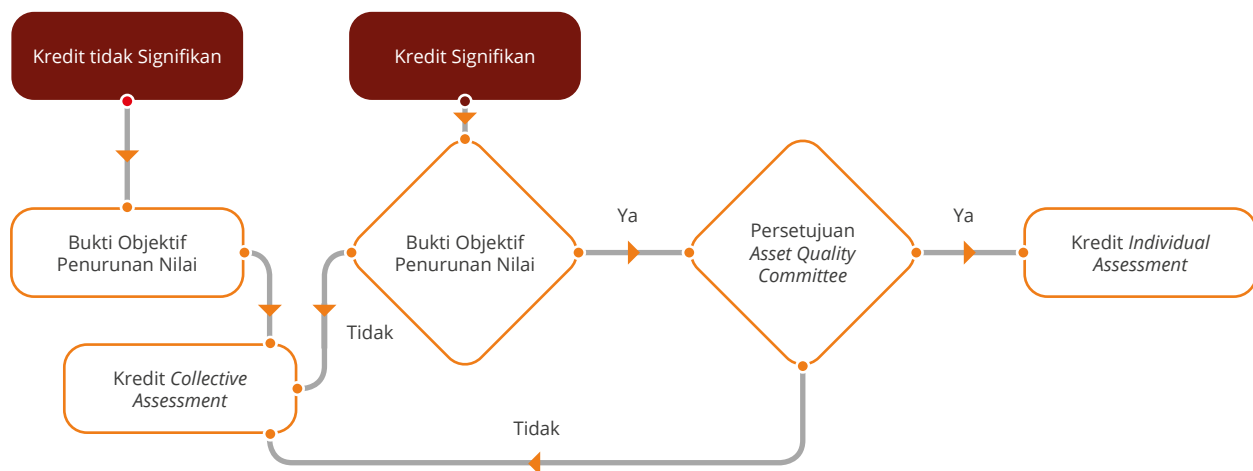 Kredit tidak Signifikan
Kredit Signifikan
Bukti Objektif
Penurunan Nilai
Bukti Objektif
Penurunan Nilai
Ya
Persetujuan
Asset Quality
Committee
Ya
Kredit Individual
Assessment
Tidak
Kredit Collective
Assessment
Tidak